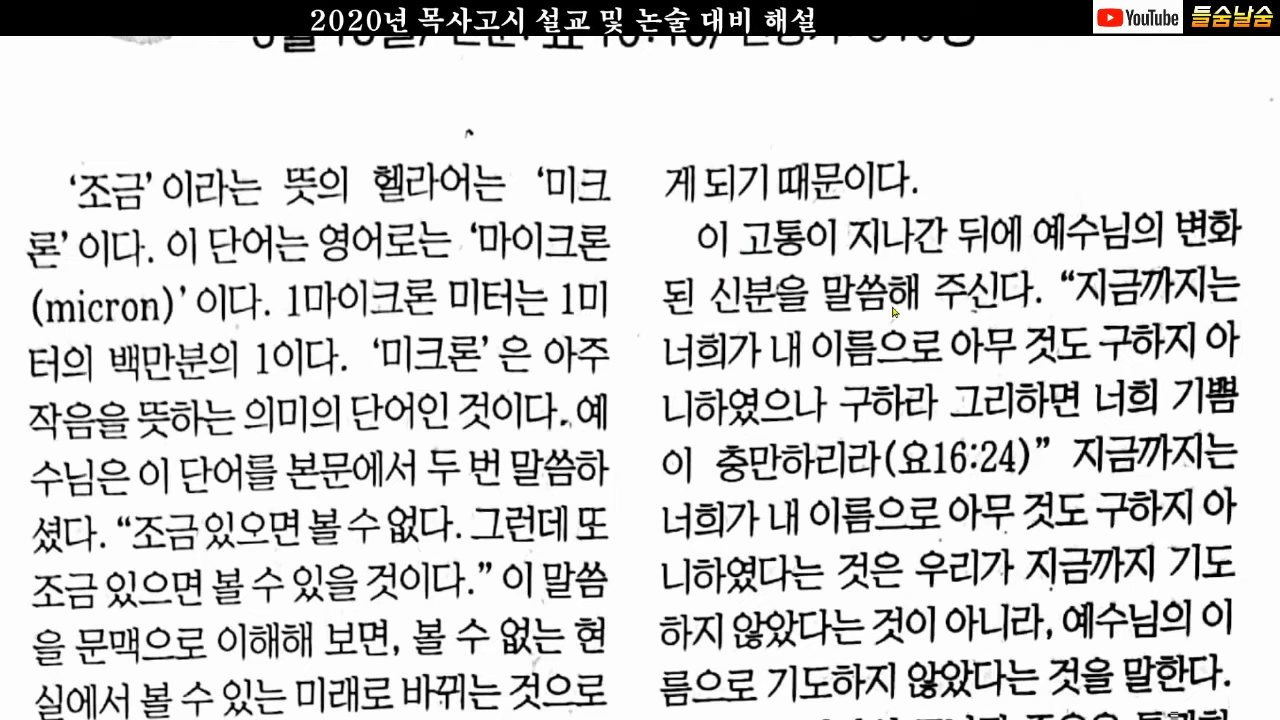 2020년 목사고시 설교 및 논술 대비 해설
YouTube 들숨날숨
‘조금’이라는 뜻의 헬라어는 ‘미크
론’이다. 이 단어는 영어로는 ‘마이크론
(micron)’이다. 1마이크론 미터는 1미
터의 백만분의 1이다. ‘미크론’은 아주
작음을 뜻하는 의미의 단어인 것이다. 예
수님은 이 단어를 본문에서 두 번 말씀하
셨다. “조금 있오면 볼 수 없다. 그런데 또
조금 있으면 볼 수 있을 것이다.” 이 말씀
을 문맥으로 이해해 보면, 볼 수 없는 현
실에서 볼 수 있는 미래로 바뀌는 것으로
게 되기 때문이다.
이 고통이 지나간 뒤에 예수님의 변화
된 신분을 말씀해 주신다. “지금까지는
너희가 내 이름으로 아무 것도 구하지 아
니하였으나 구하라 그리하면 너희 기쁨
이 충만하리라(요16:24)” 지금까지는
너희가 내 이름으로 아무 것도 구하지 아
니하였다는 것은 우리가 지금까지 기도
하지 않았다는 것이 아니라, 예수님의 이
름으로 기도하지 않았다는 것을 말한다.